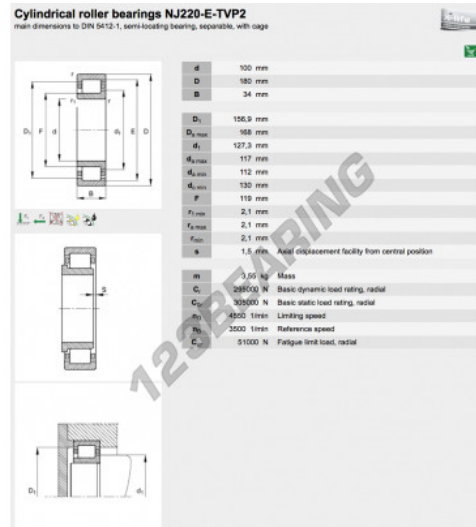 Cylindrical roller bearings NJ220-E-TVP2
main dimensions to DIN 5412-1, semi-locating bearing, separable, with cage
d 100 mm
D 180 mm
B 34 mm
D1 156,9 mm
Da max 168 mm
d1 127,3 mm
da max 117 mm
da min 112 mm
dc min 130 mm
F 119 mm
r1 min 2,1 mm
ra max 2,1 mm
rmin 2,1 mm
s 1,5 mm Axial displacement facility from central position
m 3,55 kg Mass
Cr 295000 N Basic dynamic load rating, radial
C0r 305000 N Basic static load rating, radial
nG 4550 1/min Limiting speed
nB 3500 1/min Reference speed
51000 N Fatigue limit load, radial
r
r1
r
D1 F d d1 E D
B
S
D1
d1
123BEARING